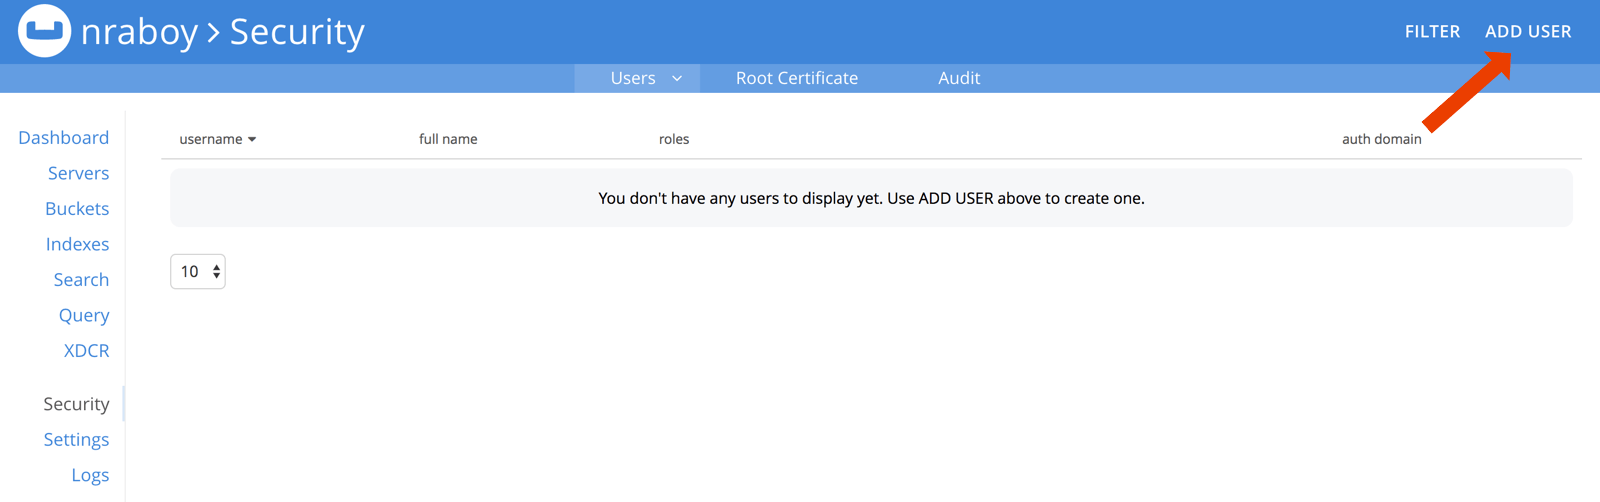 nraboy > Security
FILTER ADD USER
Users Root Certificate Audit
Dashboard
Servers
Buckets
Indexes
Search
Query
XDCR
Security
Settings
Logs
username full name roles auth domain
You don't have any users to display yet. Use ADD USER above to create one.
10